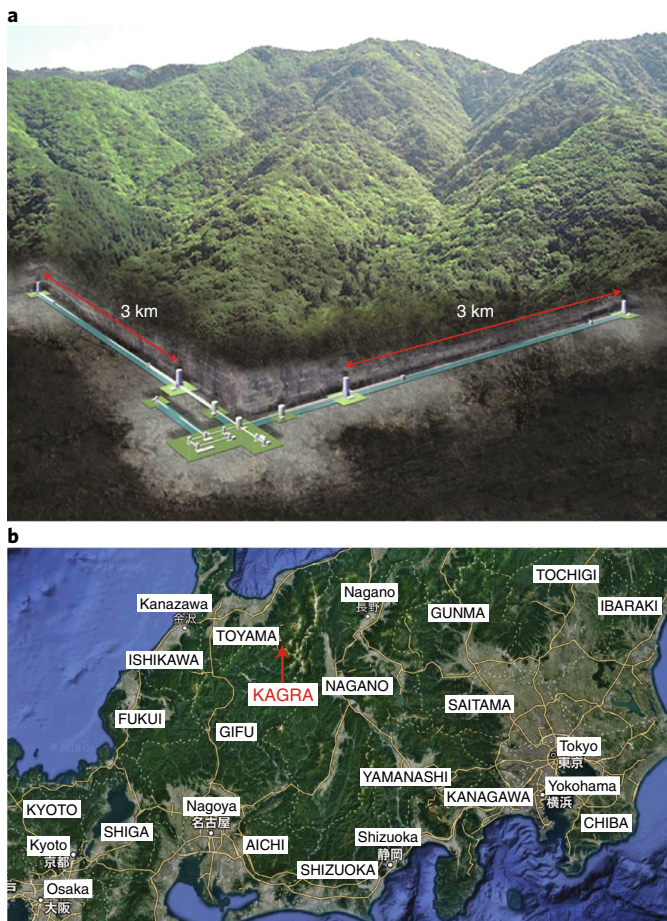 a
3 km
3 km
b
TOCHIGI
Nagano
長野
Kanazawa
金沢
GUNMA
IBARAKI
TOYAMA
ISHIKAWA
KAGRA
NAGANO
SAITAMA
FUKUI
GIFU
Tokyo
東京
YAMANASHI
Yokohama
横浜
KANAGAWA
KYOTO
Nagoya
名古屋
CHIBA
SHIGA
Kyoto
京都
AICHI
Shizuoka
静岡
SHIZUOKA
Osaka
大阪
戸